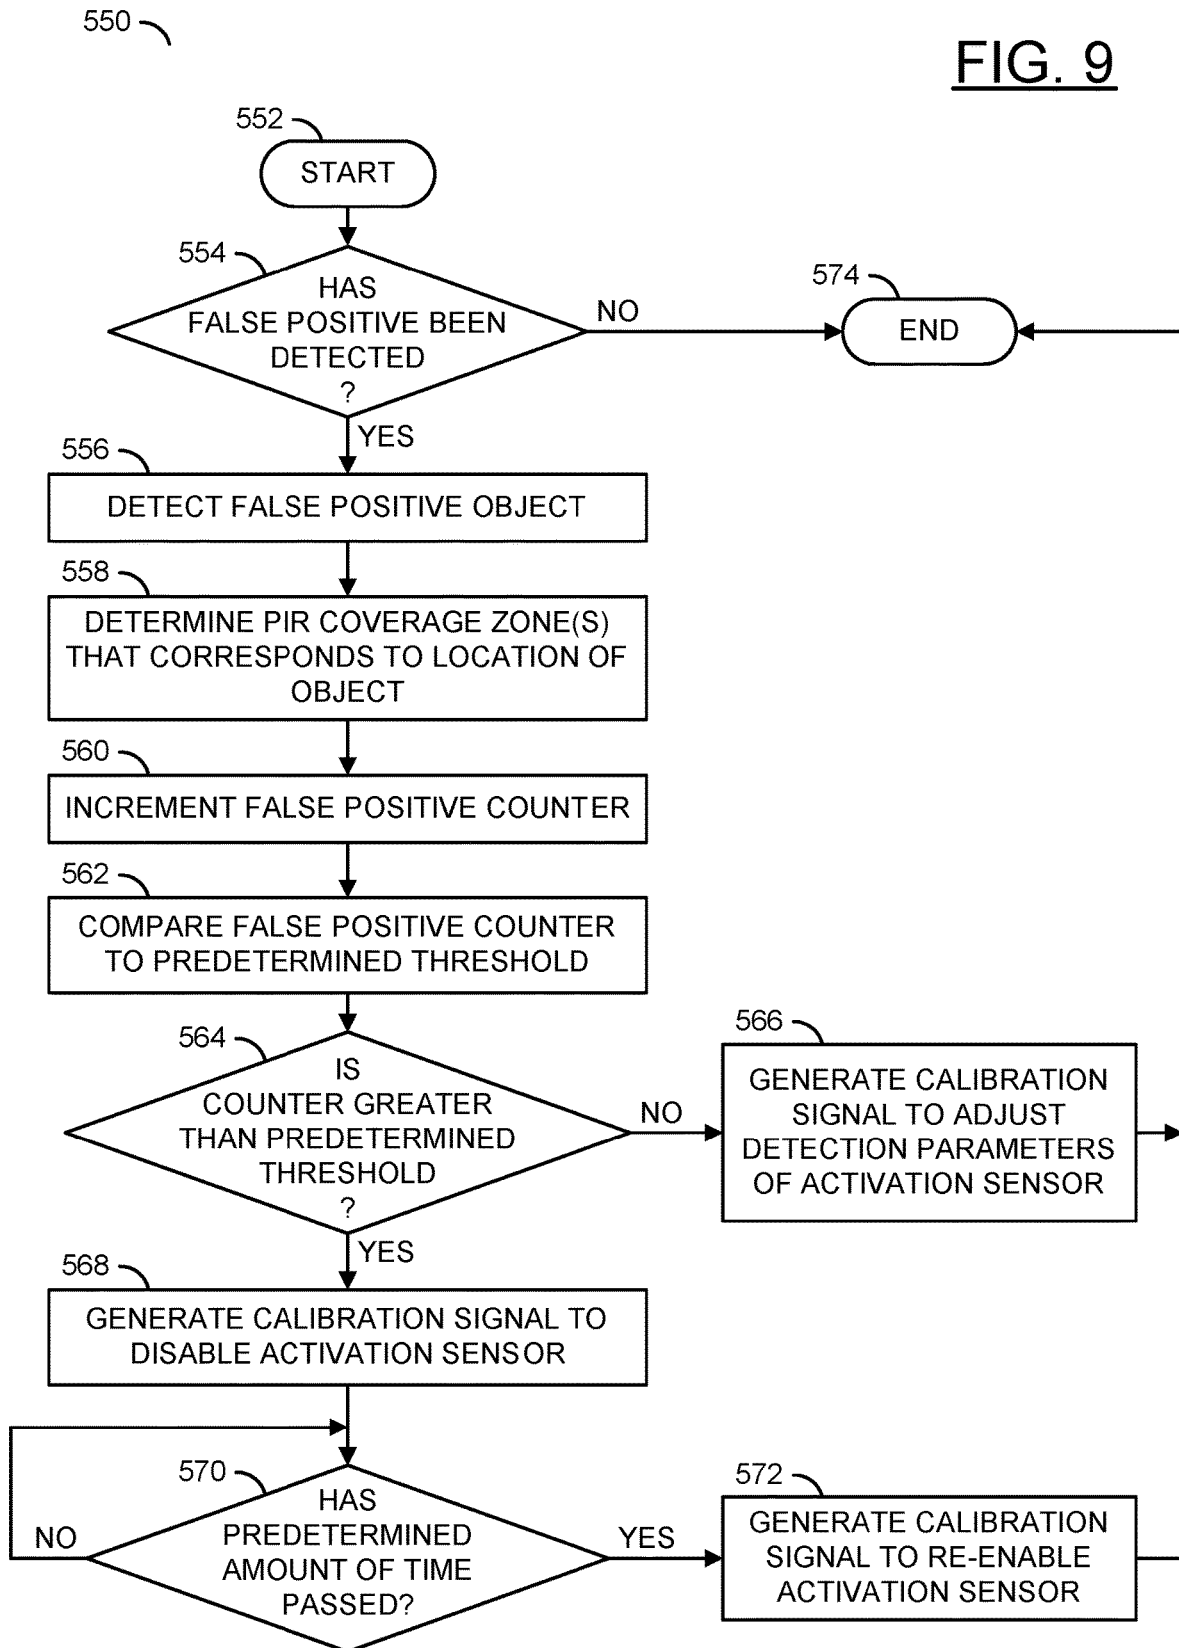 550
FIG. 9
552
START
554
HAS
FALSE POSITIVE BEEN
DETECTED
?
NO
574
END
YES
556
DETECT FALSE POSITIVE OBJECT
558
DETERMINE PIR COVERAGE ZONE(S)
THAT CORRESPONDS TO LOCATION OF
OBJECT
560
INCREMENT FALSE POSITIVE COUNTER
562
COMPARE FALSE POSITIVE COUNTER
TO PREDETERMINED THRESHOLD
564
IS
COUNTER GREATER
THAN PREDETERMINED
THRESHOLD
?
NO
566
GENERATE CALIBRATION
SIGNAL TO ADJUST
DETECTION PARAMETERS
OF ACTIVATION SENSOR
YES
568
GENERATE CALIBRATION SIGNAL TO
DISABLE ACTIVATION SENSOR
570
HAS
PREDETERMINED
AMOUNT OF TIME
PASSED?
NO
YES
572
GENERATE CALIBRATION
SIGNAL TO RE-ENABLE
ACTIVATION SENSOR